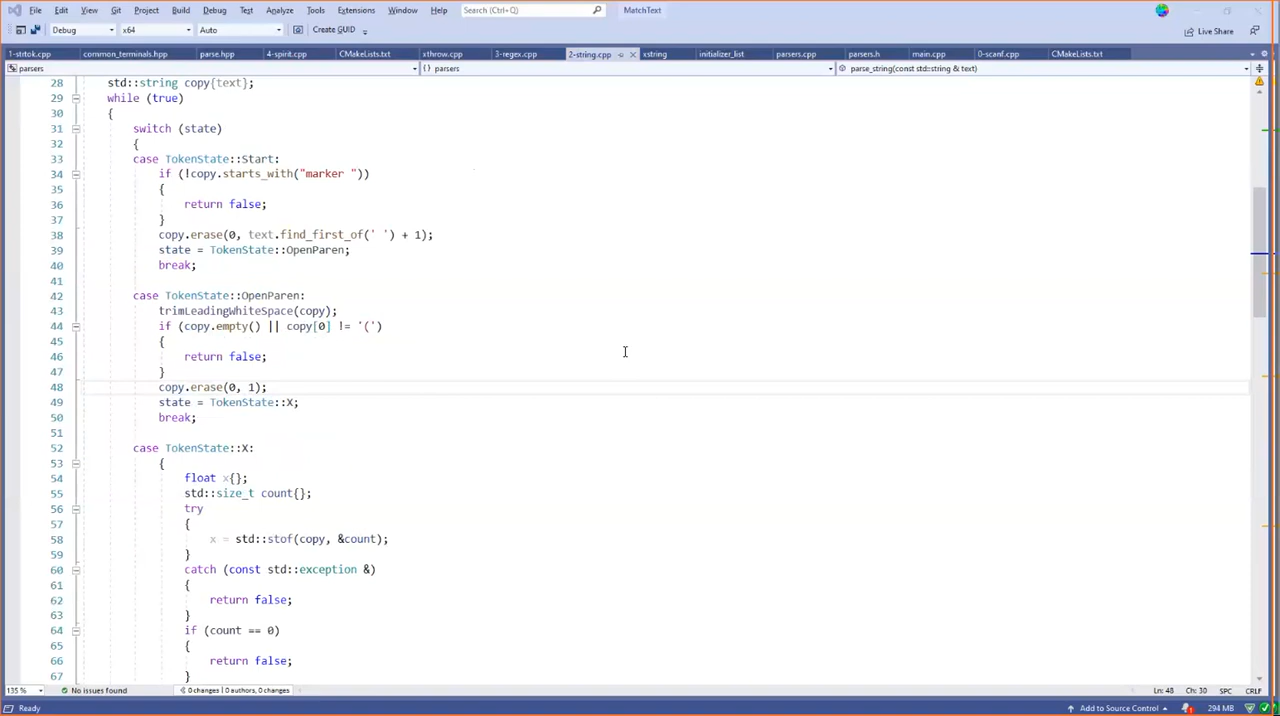 File Edit View Git Project Build Debug Test Analyze Tools Extensions Window Help Search (Ctrl+Q) MatchText
Debug x64 Auto Create GUID Live Share
1-strtok.cpp common_terminals.hpp parse.hpp 4-spirit.cpp CMakeLists.txt xthrow.cpp 3-regex.cpp 2-string.cpp xstring initializer_list parsers.cpp parsers.h main.cpp 0-scanf.cpp CMakeLists.txt
parsers {} parsers parse_string(const std::string & text)
28 std::string copy{text};
29 while (true)
30 {
31 switch (state)
32 {
33 case TokenState::Start:
34 if (!copy.starts_with("marker "))
35 {
36 return false;
37 }
38 copy.erase(0, text.find_first_of(' ') + 1);
39 state = TokenState::OpenParen;
40 break;
41
42 case TokenState::OpenParen:
43 trimLeadingWhiteSpace(copy);
44 if (copy.empty() || copy[0] != '(')
45 {
46 return false;
47 }
48 copy.erase(0, 1);
49 state = TokenState::X;
50 break;
51
52 case TokenState::X:
53 {
54 float x{};
55 std::size_t count{};
56 try
57 {
58 x = std::stof(copy, &count);
59 }
60 catch (const std::exception &)
61 {
62 return false;
63 }
64 if (count == 0)
65 {
66 return false;
67 }
135 % No issues found 0 changes | 0 authors, 0 changes Ln: 48 Ch: 30 SPC CRLF
Ready Add to Source Control 1 294 MB